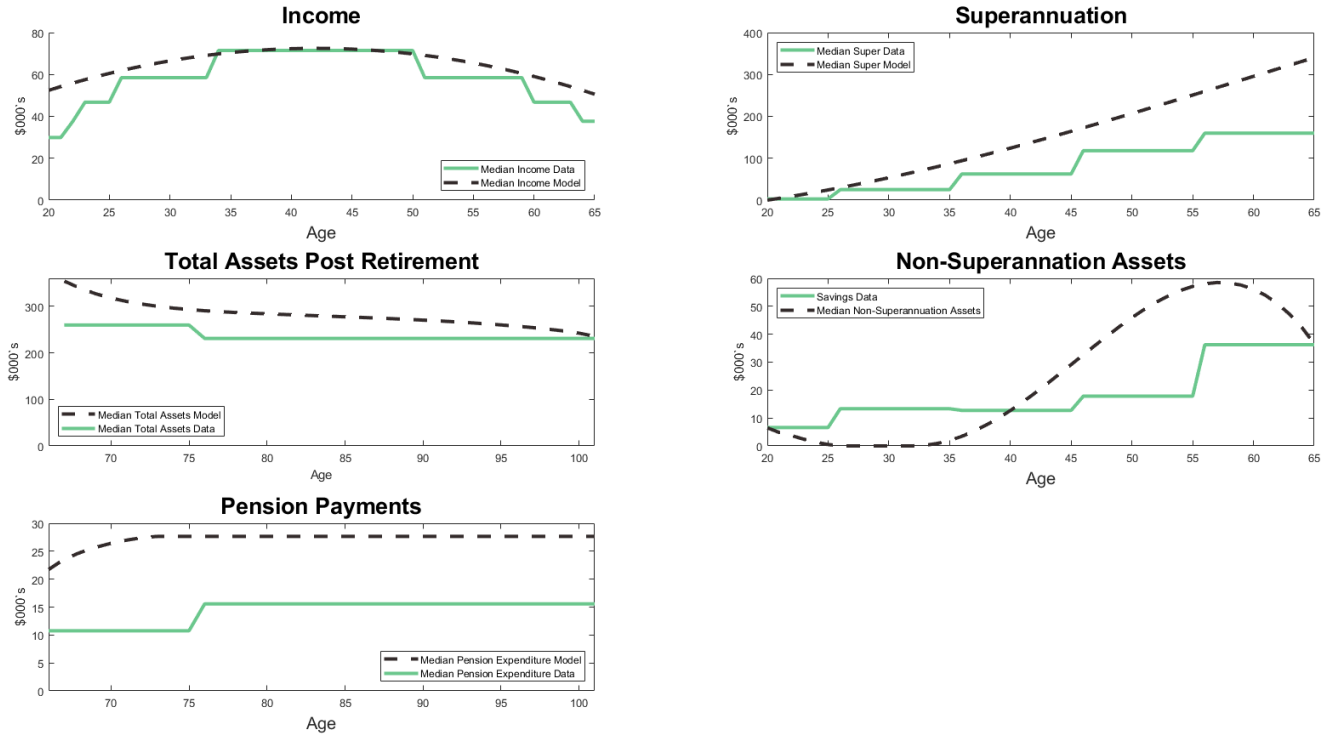 Income
80
60
40
20
0
$000`s
Median Income Data
Median Income Model
20 25 30 35 40 45 50 55 60 65
Age
Superannuation
400
300
200
100
0
$000`s
Median Super Data
Median Super Model
20 25 30 35 40 45 50 55 60 65
Age
Total Assets Post Retirement
300
200
100
0
$000`s
Median Total Assets Model
Median Total Assets Data
70 75 80 85 90 95 100
Age
Non-Superannation Assets
60
50
40
30
20
10
0
$000`s
Savings Data
Median Non-Superannuation Assets
20 25 30 35 40 45 50 55 60 65
Age
Pension Payments
30
25
20
15
10
5
0
$000`s
Median Pension Expenditure Model
Median Pension Expenditure Data
70 75 80 85 90 95 100
Age